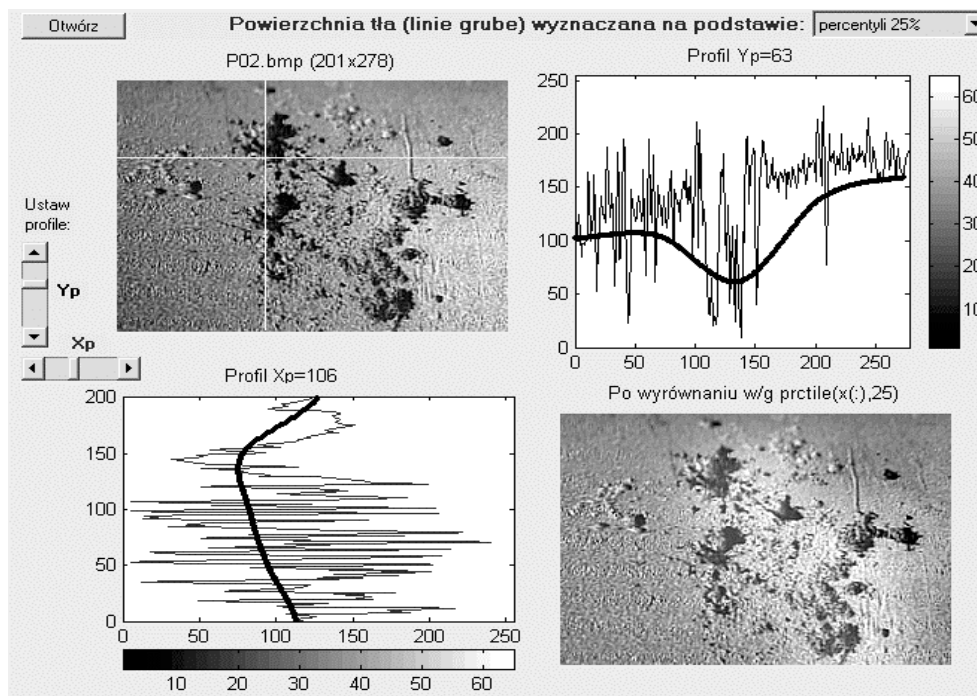 Otwórz
Powierzchnia tła (linie grube) wyznaczana na podstawie:
percentyli 25%
P02.bmp (201x278)
Profil Yp=63
250
200
150
100
50
0
0 50 100 150 200 250
60
50
40
30
20
10
Ustaw
profile:
Yp
Xp
Profil Xp=106
200
150
100
50
0
0 50 100 150 200 250
10 20 30 40 50 60
Po wyrównaniu w/g prctile(x(:),25)